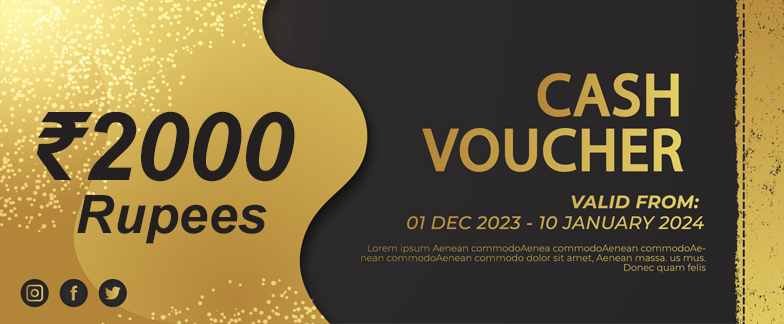 ₹2000
Rupees
CASH
VOUCHER
VALID FROM:
01 DEC 2023 - 10 JANUARY 2024
Lorem ipsum Aenean commodoAenea commodoAenean commodoAe-
nean commodoAenean commodo dolor sit amet, Aenean massa. us mus.
Donec quam felis